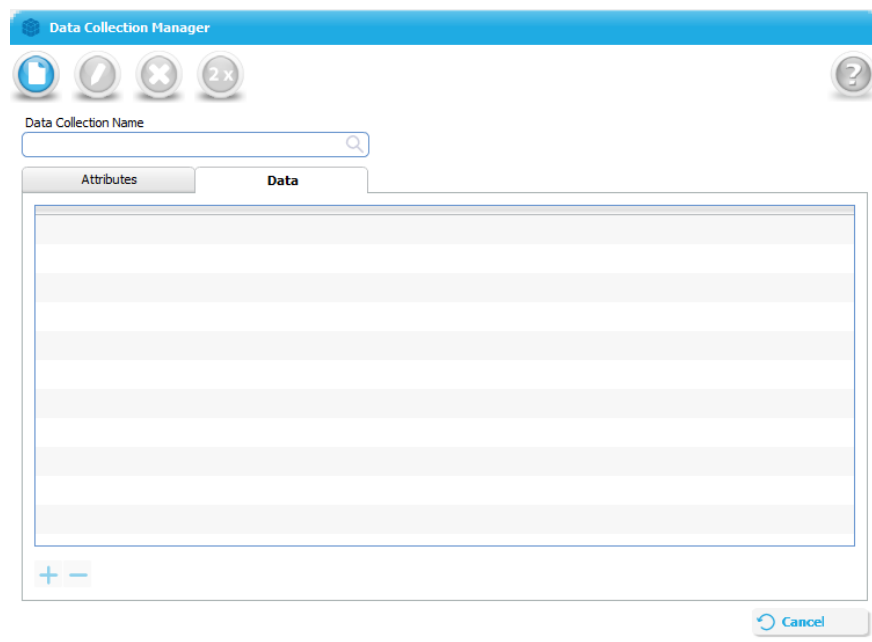 Data Collection Manager
2 x
?
Data Collection Name
Attributes
Data
Cancel